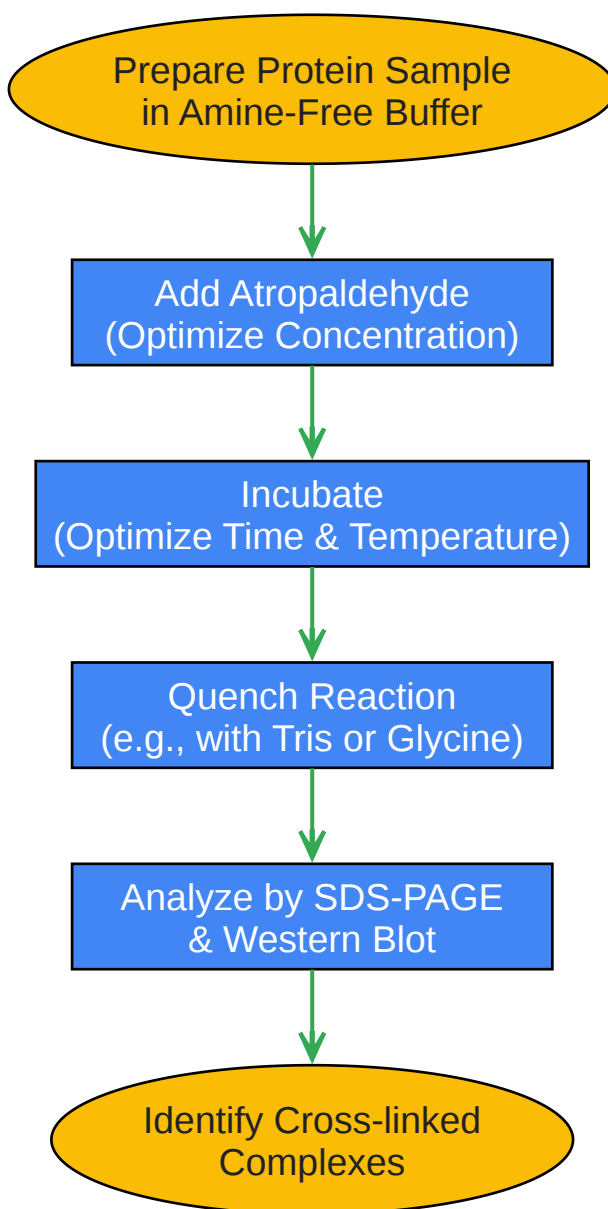 Prepare Protein Sample
in Amine-Free Buffer
Add Atropaldehyde
(Optimize Concentration)
Incubate
(Optimize Time & Temperature)
Quench Reaction
(e.g., with Tris or Glycine)
Analyze by SDS-PAGE
& Western Blot
Identify Cross-linked
Complexes